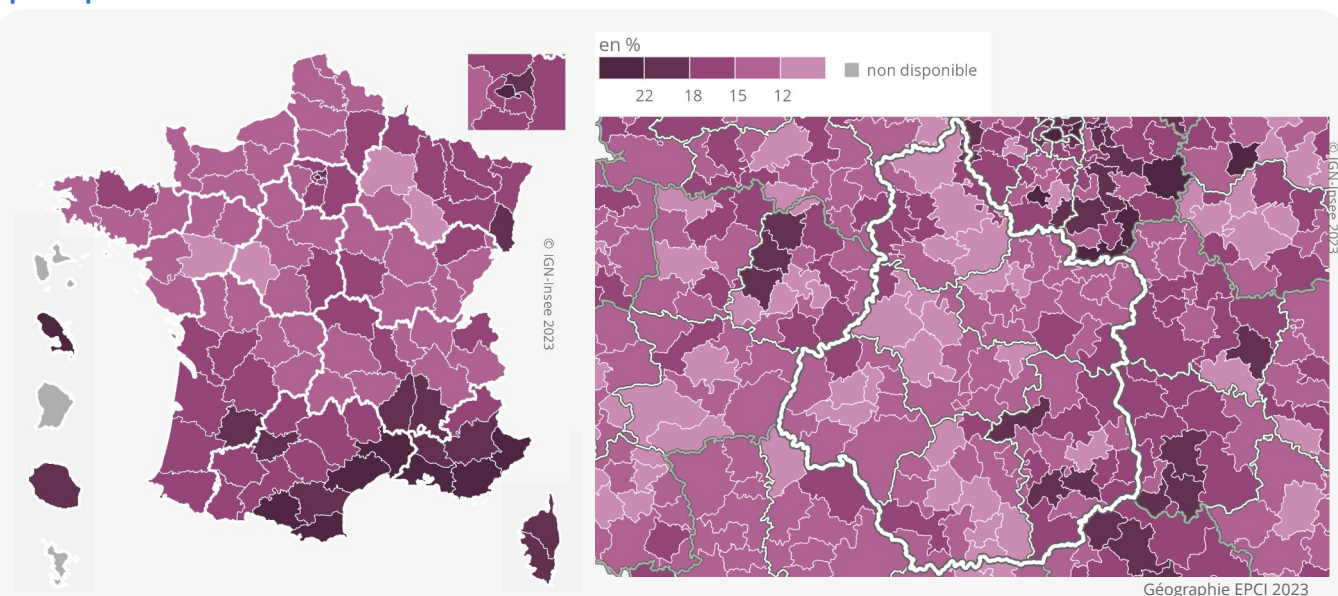 en %
22 18 15 12
non disponible
© IGN-Insee 2023
© IGN-Insee 2023
Géographie EPCI 2023